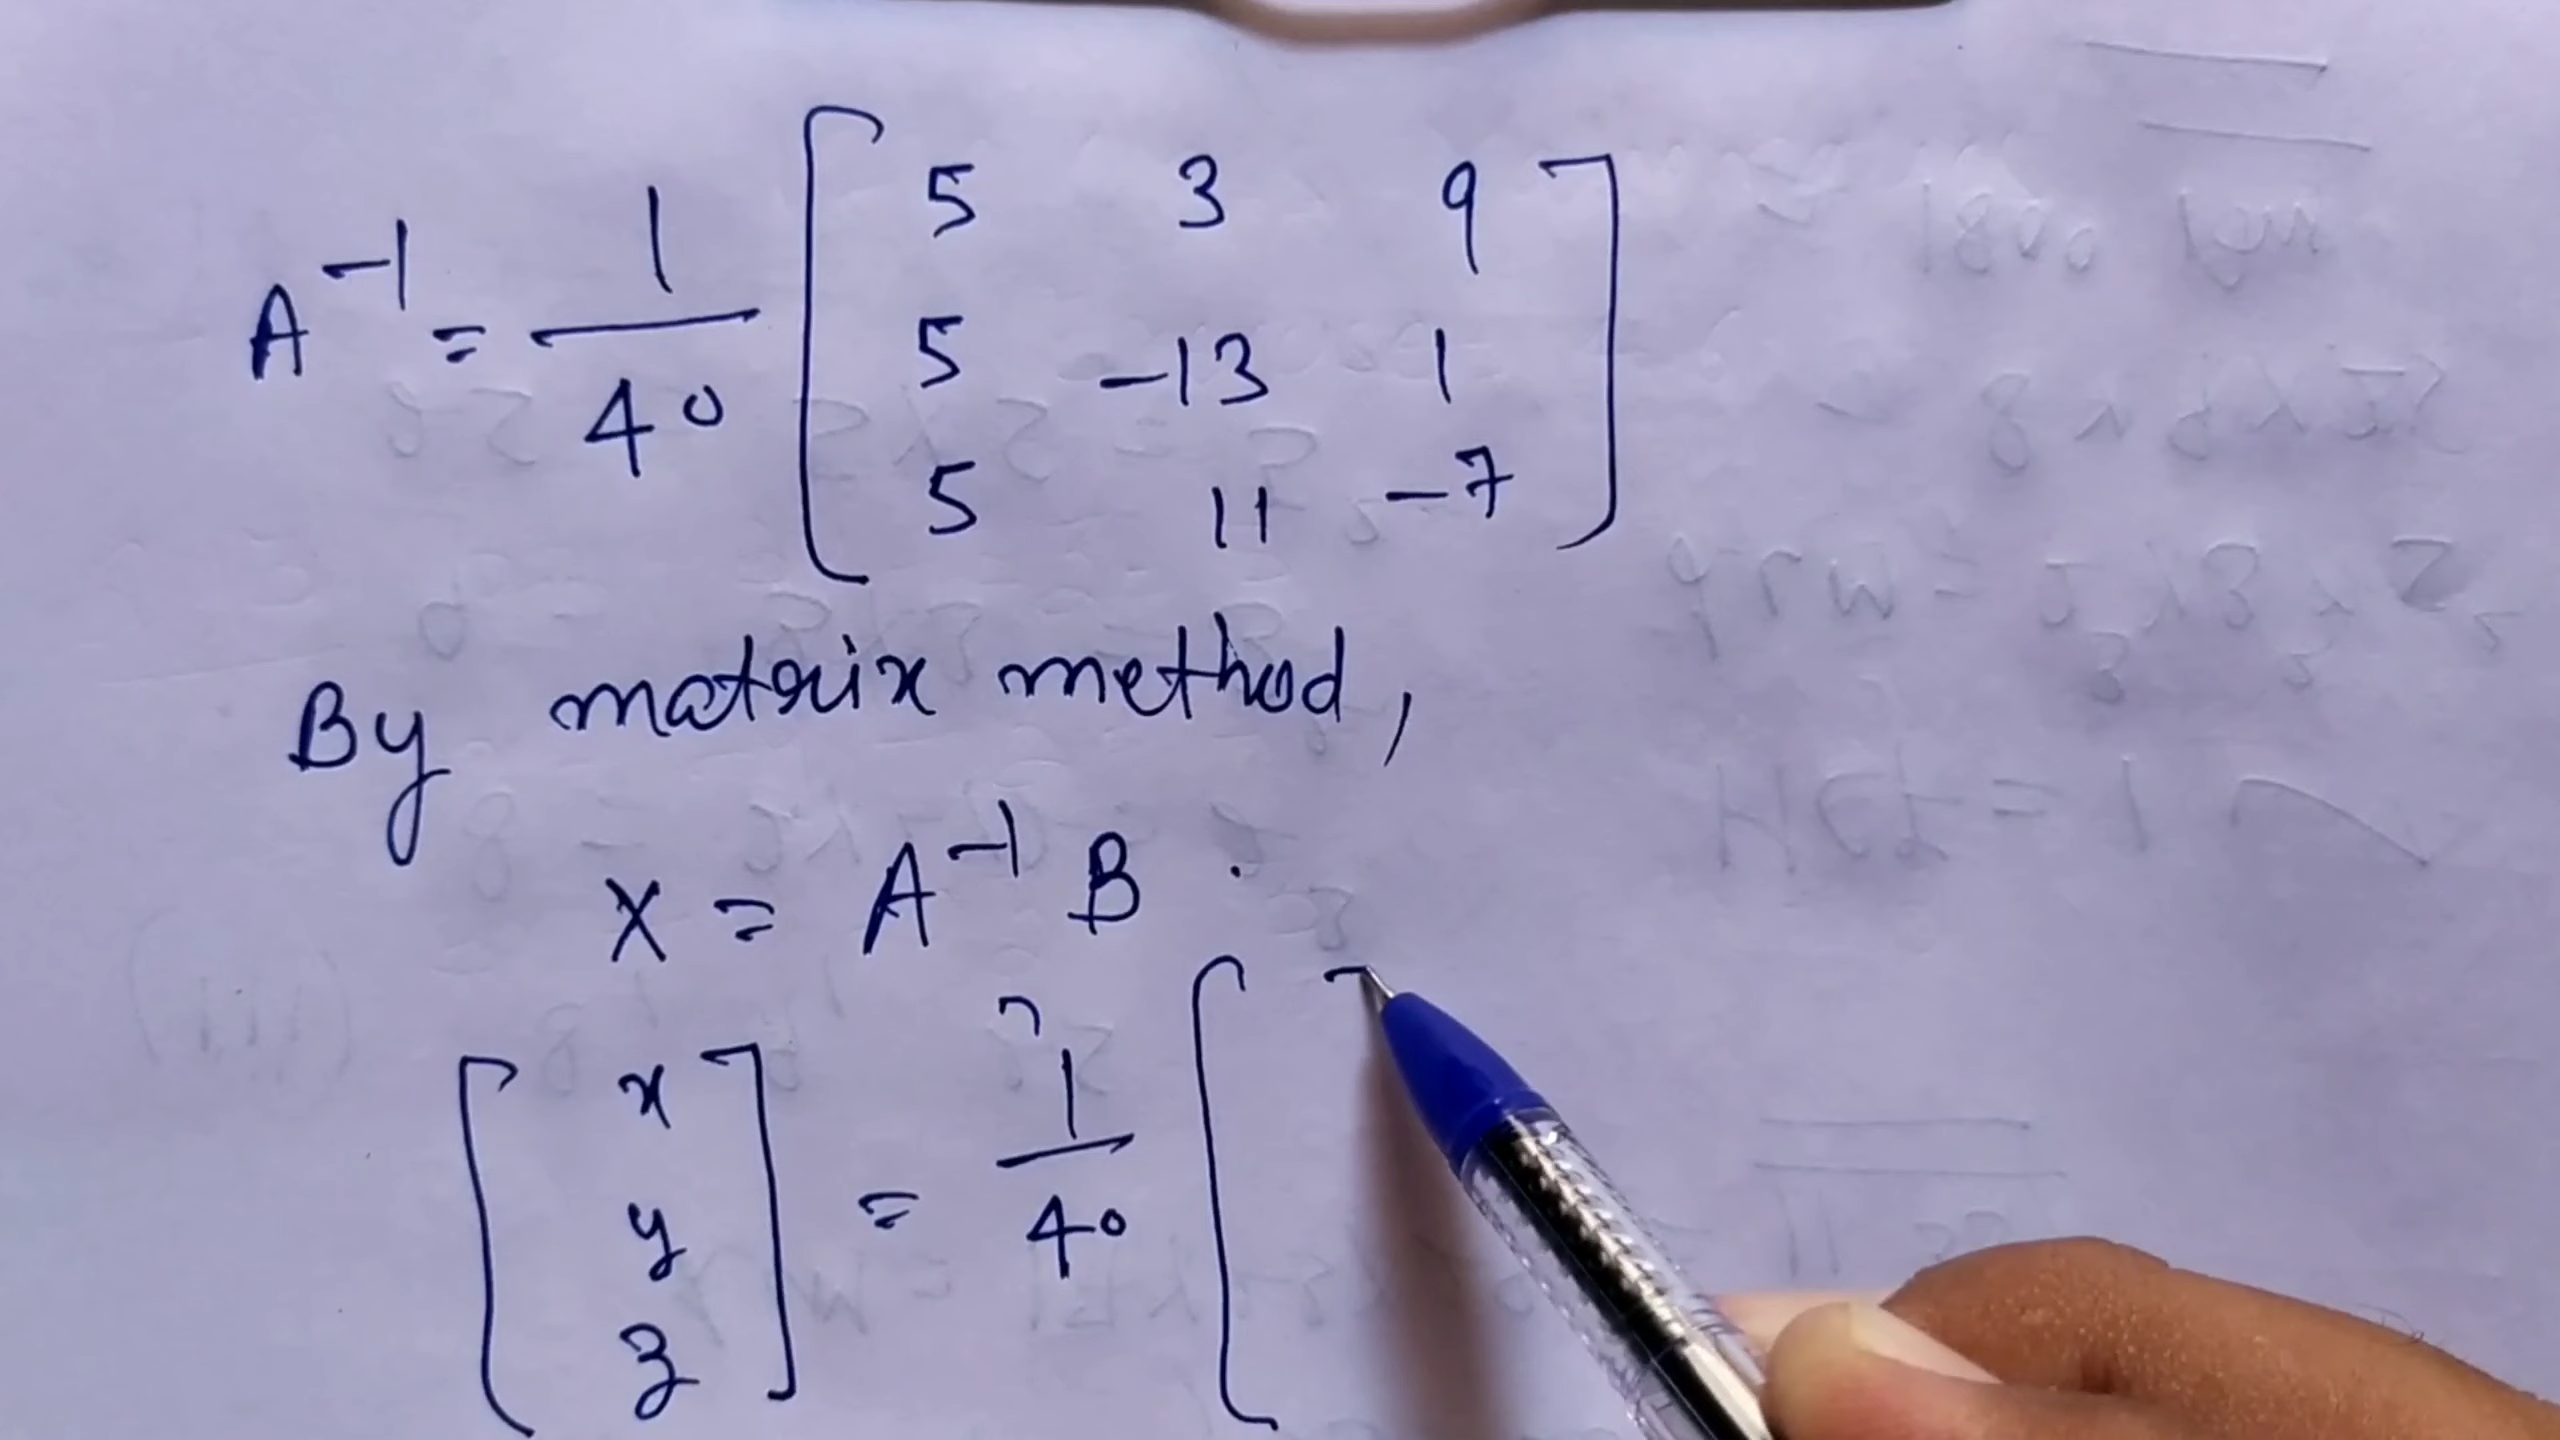 A⁻¹ = 1/40 [ 5 3 9
5 -13 1
5 11 -7 ]
By matrix method,
X = A⁻¹ B .
[ x
y
z ] = 1/40 [